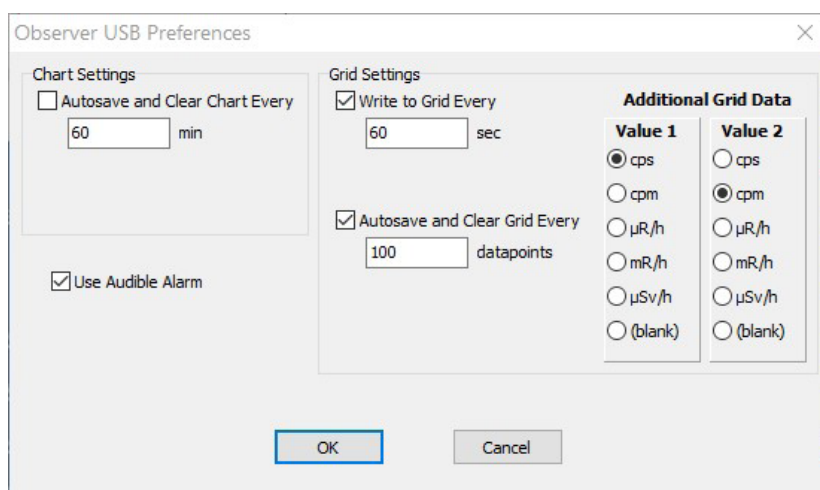 Observer USB Preferences
Chart Settings
Autosave and Clear Chart Every
60 min
Use Audible Alarm
Grid Settings
Write to Grid Every
60 sec
Autosave and Clear Grid Every
100 datapoints
Additional Grid Data
Value 1
cps
cpm
µR/h
mR/h
µSv/h
(blank)
Value 2
cps
cpm
µR/h
mR/h
µSv/h
(blank)
OK Cancel